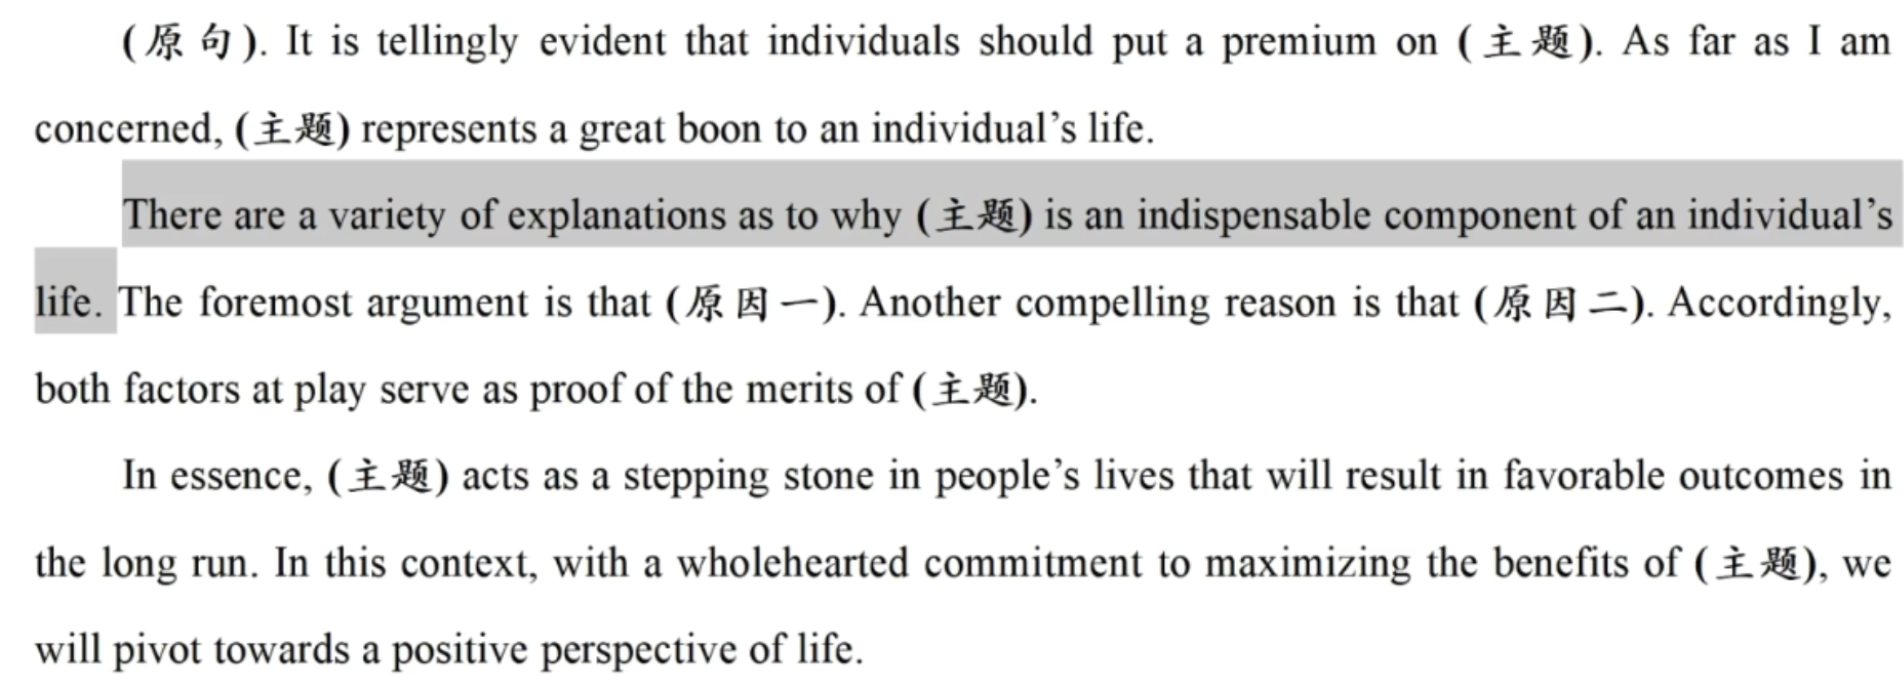 (原句). It is tellingly evident that individuals should put a premium on (主题). As far as I am
concerned, (主题) represents a great boon to an individual’s life.
There are a variety of explanations as to why (主题) is an indispensable component of an individual’s
life. The foremost argument is that (原因一). Another compelling reason is that (原因二). Accordingly,
both factors at play serve as proof of the merits of (主题).
In essence, (主题) acts as a stepping stone in people’s lives that will result in favorable outcomes in
the long run. In this context, with a wholehearted commitment to maximizing the benefits of (主题), we
will pivot towards a positive perspective of life.